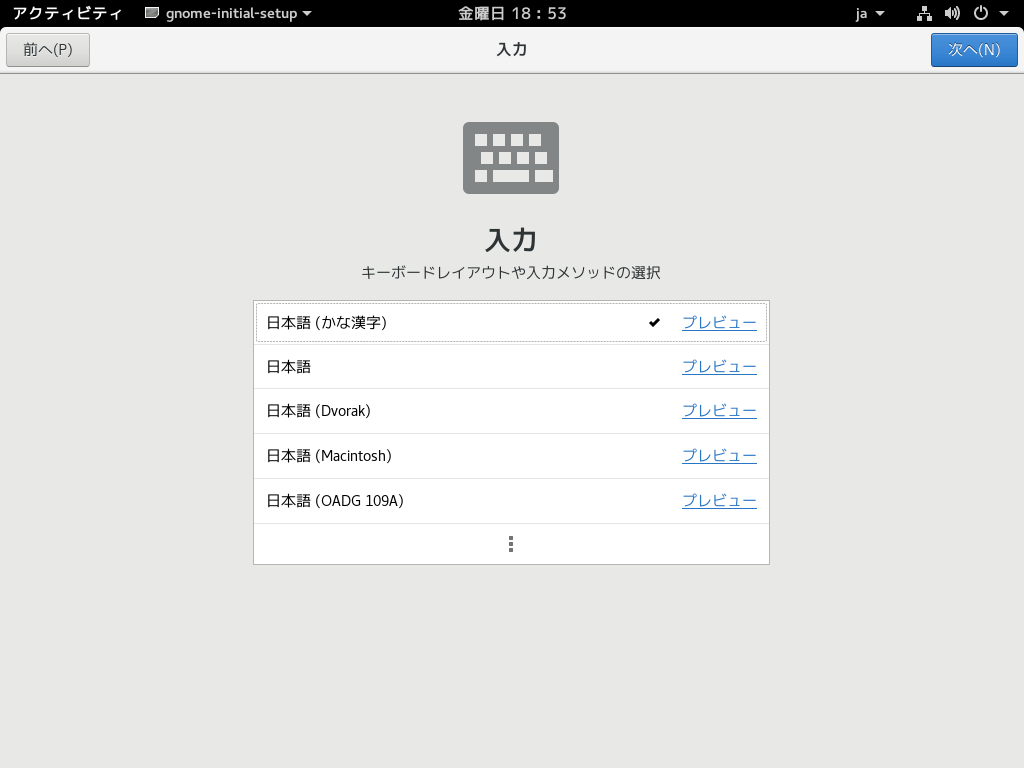 アクティビティ gnome-initial-setup 金曜日 18：53 ja
前へ(P) 入力 次へ(N)
入力
キーボードレイアウトや入力メソッドの選択
日本語 (かな漢字) プレビュー
日本語 プレビュー
日本語 (Dvorak) プレビュー
日本語 (Macintosh) プレビュー
日本語 (OADG 109A) プレビュー